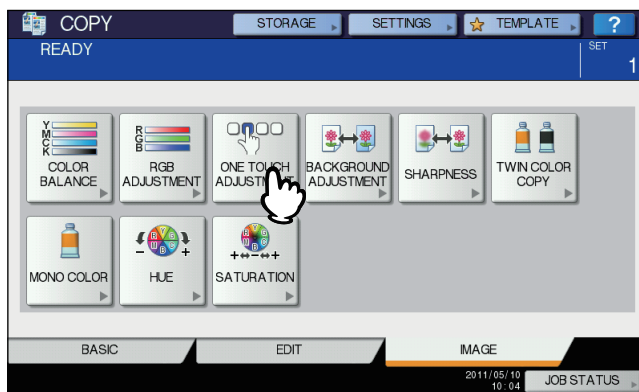 COPY
STORAGE
SETTINGS
TEMPLATE
?
READY
SET
1
Y
M
C
K
COLOR
BALANCE
R
G
B
RGB
ADJUSTMENT
ONE TOUCH
ADJUSTMENT
BACKGROUND
ADJUSTMENT
SHARPNESS
TWIN COLOR
COPY
MONO COLOR
- +
HUE
+ - +
SATURATION
BASIC
EDIT
IMAGE
2011/05/10
10:04
JOB STATUS